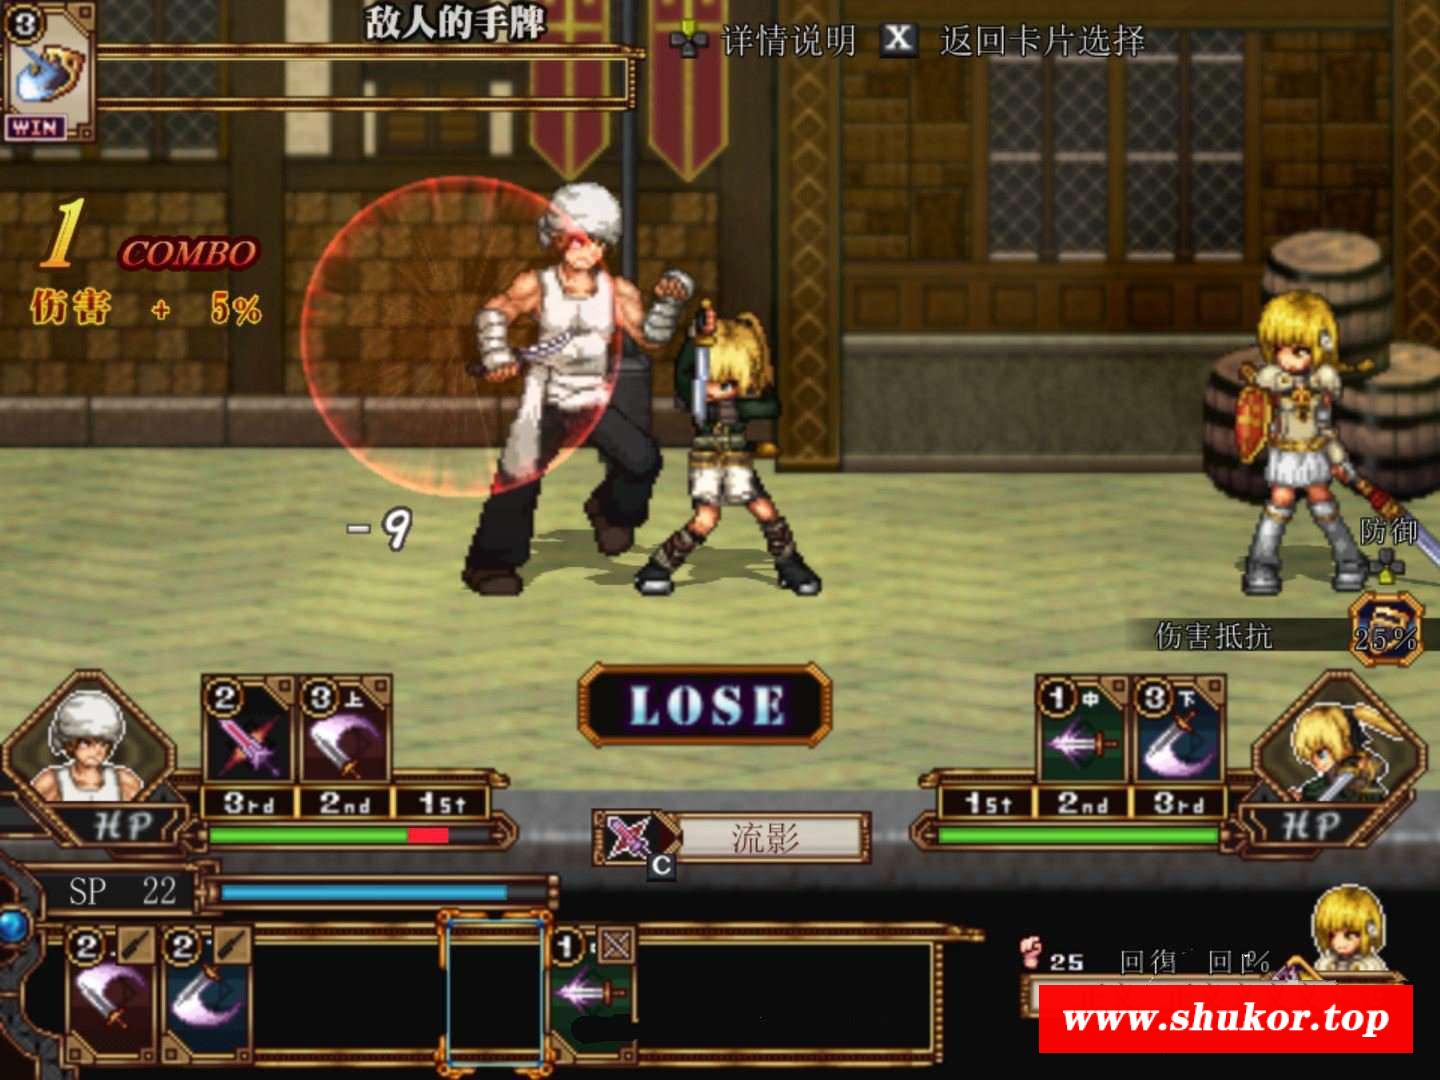 3
敌人的手牌
详情说明 X 返回卡片选择
WIN
1 COMBO
伤害 + 5%
-9
防御
伤害抵抗 25%
2 3上
LOSE
1中 3下
3rd 2nd 1st
1st 2nd 3rd
HP
流影
C
HP
SP 22
2 2 1
25
www.shukor.top